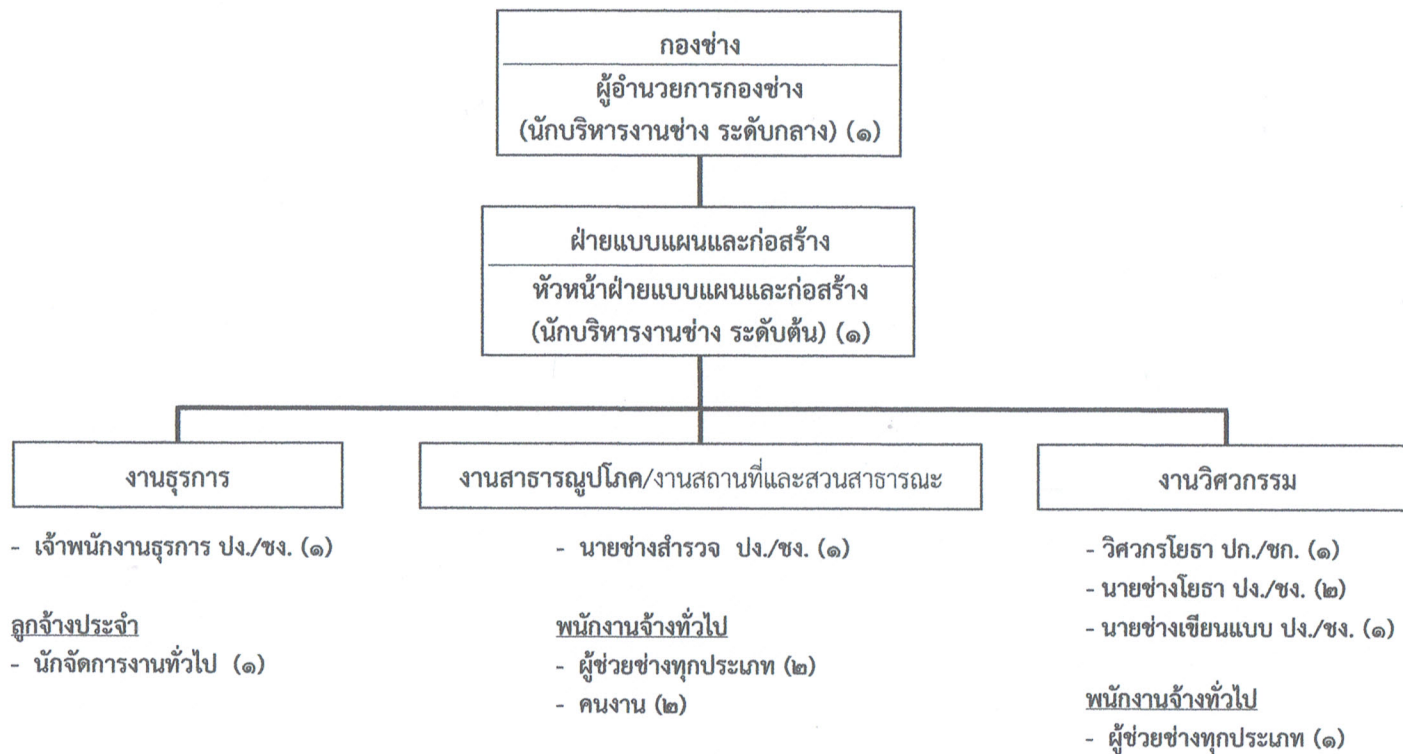 กองช่าง
ผู้อำนวยการกองช่าง
(นักบริหารงานช่าง ระดับกลาง) (๑)
ฝ่ายแบบแผนและก่อสร้าง
หัวหน้าฝ่ายแบบแผนและก่อสร้าง
(นักบริหารงานช่าง ระดับต้น) (๑)
งานธุรการ
- เจ้าพนักงานธุรการ ปง./ชง. (๑)
ลูกจ้างประจำ
- นักจัดการงานทั่วไป (๑)
งานสาธารณูปโภค/งานสถานที่และสวนสาธารณะ
- นายช่างสำรวจ ปง./ชง. (๑)
พนักงานจ้างทั่วไป
- ผู้ช่วยช่างทุกประเภท (๒)
- คนงาน (๒)
งานวิศวกรรม
- วิศวกรโยธา ปก./ชก. (๑)
- นายช่างโยธา ปง./ชง. (๒)
- นายช่างเขียนแบบ ปง./ชง. (๑)
พนักงานจ้างทั่วไป
- ผู้ช่วยช่างทุกประเภท (๑)